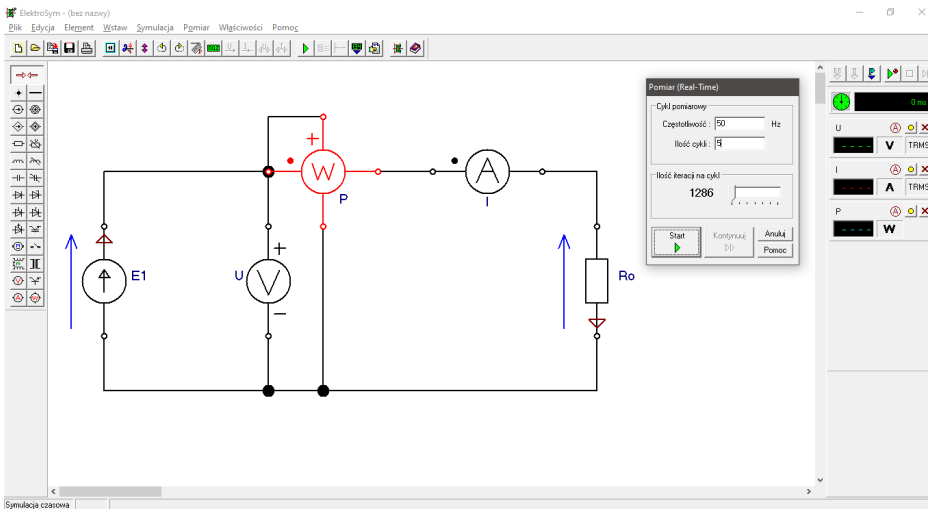 ElektroSym - (bez nazwy)
Plik Edycja Element Wstaw Symulacja Pomiar Właściwości Pomoc
Pomiar (Real-Time)
Cykl pomiarowy
Częstotliwość : 50 Hz
Ilość cykli : 5
Ilość iteracji na cykl
1286
Start Kontynuuj Anuluj
Pomoc
0 ms
U A
---- V TRMS
I A
---- A TRMS
P A
---- W
+
W
P
A
I
E1
U
+
V
−
Ro
Symulacja czasowa